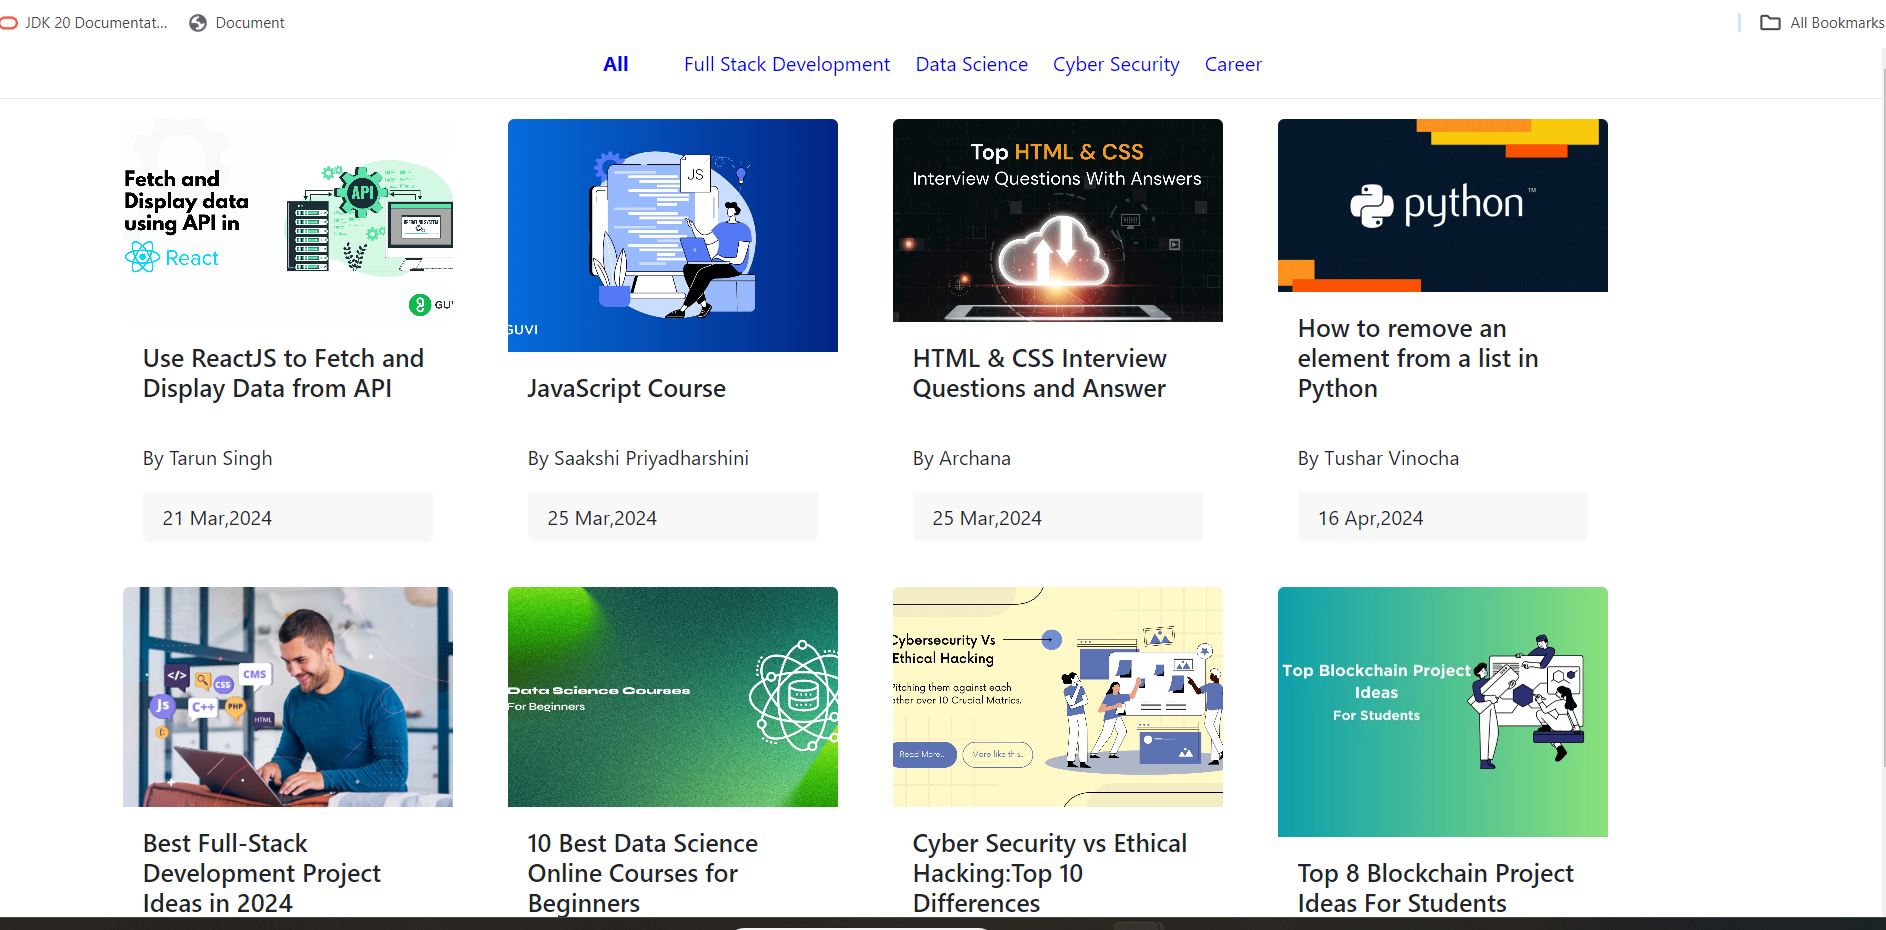 JDK 20 Documentat...
Document
All Bookmarks
All
Full Stack Development
Data Science
Cyber Security
Career
Fetch and
Display data
using API in
React
API
JS
GUVI
Top HTML & CSS
Interview Questions With Answers
python™
Use ReactJS to Fetch and
Display Data from API
JavaScript Course
HTML & CSS Interview
Questions and Answer
How to remove an
element from a list in
Python
By Tarun Singh
By Saakshi Priyadharshini
By Archana
By Tushar Vinocha
21 Mar,2024
25 Mar,2024
25 Mar,2024
16 Apr,2024
</>
CSS
CMS
Js
C++
PHP
HTML
Data Science Courses
For Beginners
Cybersecurity Vs
Ethical Hacking
Pitching them against each
other over 10 Crucial Matrics.
Read More..
More like this..
Top Blockchain Project
Ideas
For Students
Best Full-Stack
Development Project
Ideas in 2024
10 Best Data Science
Online Courses for
Beginners
Cyber Security vs Ethical
Hacking:Top 10
Differences
Top 8 Blockchain Project
Ideas For Students